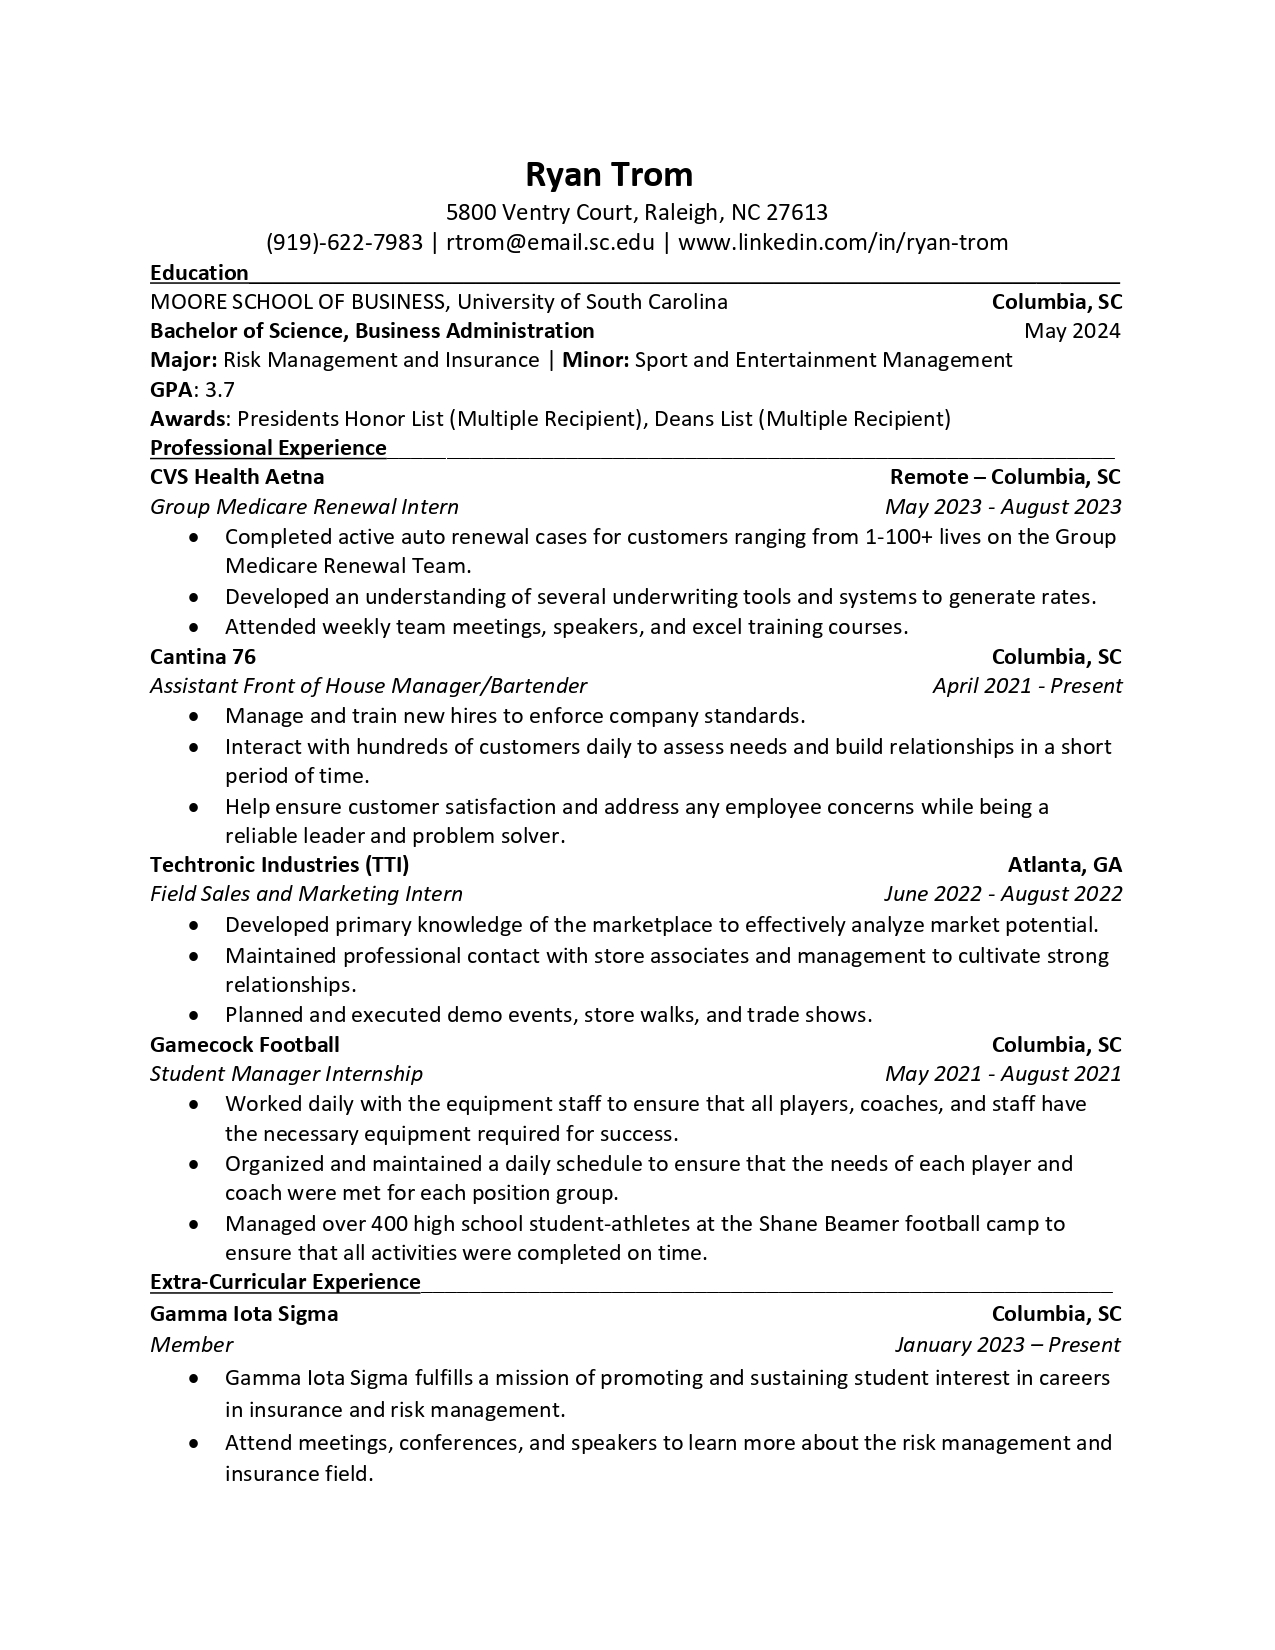 Ryan Trom
5800 Ventry Court, Raleigh, NC 27613
(919)-622-7983 | rtrom@email.sc.edu | www.linkedin.com/in/ryan-trom
Education
MOORE SCHOOL OF BUSINESS, University of South Carolina Columbia, SC
Bachelor of Science, Business Administration May 2024
Major: Risk Management and Insurance | Minor: Sport and Entertainment Management
GPA: 3.7
Awards: Presidents Honor List (Multiple Recipient), Deans List (Multiple Recipient)
Professional Experience
CVS Health Aetna Remote – Columbia, SC
Group Medicare Renewal Intern May 2023 - August 2023
● Completed active auto renewal cases for customers ranging from 1-100+ lives on the Group
Medicare Renewal Team.
● Developed an understanding of several underwriting tools and systems to generate rates.
● Attended weekly team meetings, speakers, and excel training courses.
Cantina 76 Columbia, SC
Assistant Front of House Manager/Bartender April 2021 - Present
● Manage and train new hires to enforce company standards.
● Interact with hundreds of customers daily to assess needs and build relationships in a short
period of time.
● Help ensure customer satisfaction and address any employee concerns while being a
reliable leader and problem solver.
Techtronic Industries (TTI) Atlanta, GA
Field Sales and Marketing Intern June 2022 - August 2022
● Developed primary knowledge of the marketplace to effectively analyze market potential.
● Maintained professional contact with store associates and management to cultivate strong
relationships.
● Planned and executed demo events, store walks, and trade shows.
Gamecock Football Columbia, SC
Student Manager Internship May 2021 - August 2021
● Worked daily with the equipment staff to ensure that all players, coaches, and staff have
the necessary equipment required for success.
● Organized and maintained a daily schedule to ensure that the needs of each player and
coach were met for each position group.
● Managed over 400 high school student-athletes at the Shane Beamer football camp to
ensure that all activities were completed on time.
Extra-Curricular Experience
Gamma Iota Sigma Columbia, SC
Member January 2023 – Present
● Gamma Iota Sigma fulfills a mission of promoting and sustaining student interest in careers
in insurance and risk management.
● Attend meetings, conferences, and speakers to learn more about the risk management and
insurance field.